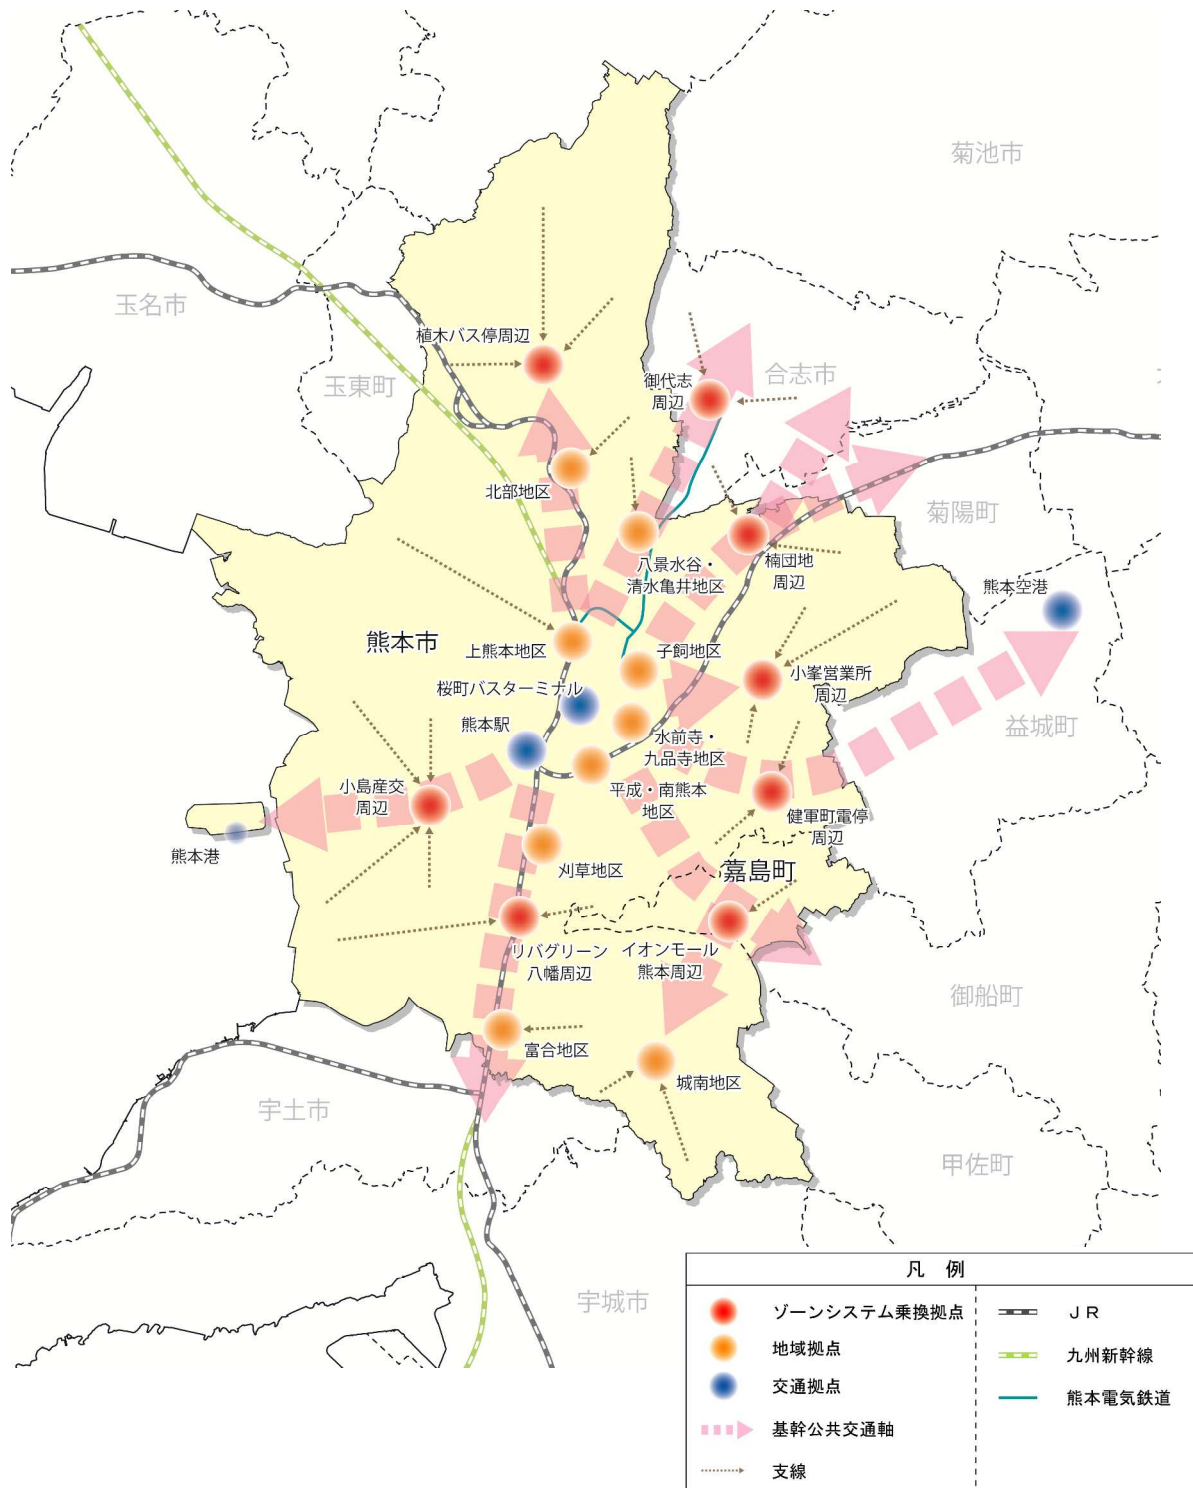 菊池市
玉名市
植木バス停周辺
玉東町
御代志
周辺
合志市
北部地区
菊陽町
八景水谷・
清水亀井地区
楠団地
周辺
熊本空港
熊本市
上熊本地区
子飼地区
小峯営業所
周辺
桜町バスターミナル
熊本駅
水前寺・
九品寺地区
益城町
小島産交
周辺
平成・南熊本
地区
健軍町電停
周辺
熊本港
刈草地区
嘉島町
リバグリーン
八幡周辺
イオンモール
熊本周辺
御船町
富合地区
城南地区
宇土市
甲佐町
宇城市
凡 例
ゾーンシステム乗換拠点
地域拠点
交通拠点
基幹公共交通軸
支線
ＪＲ
九州新幹線
熊本電気鉄道